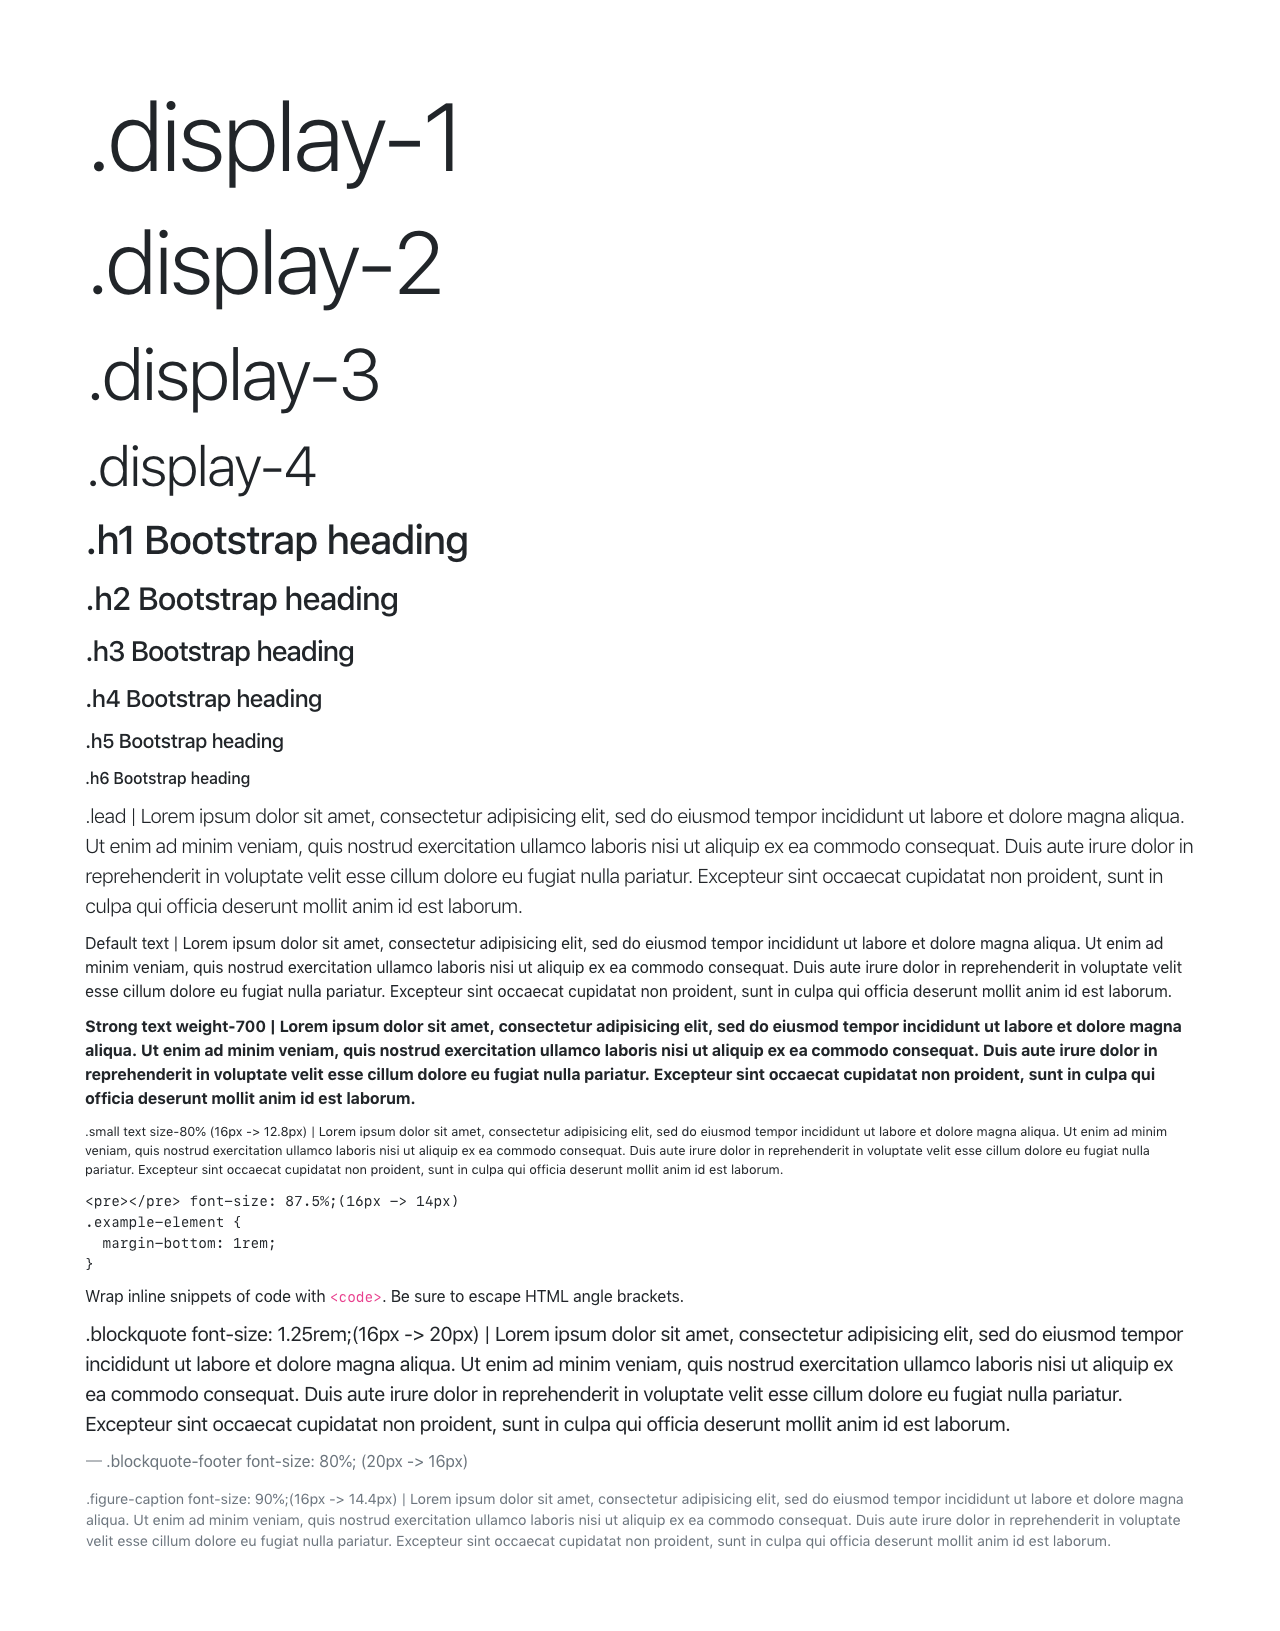 .display-1
.display-2
.display-3
.display-4
.h1 Bootstrap heading
.h2 Bootstrap heading
.h3 Bootstrap heading
.h4 Bootstrap heading
.h5 Bootstrap heading
.h6 Bootstrap heading
.lead | Lorem ipsum dolor sit amet, consectetur adipisicing elit, sed do eiusmod tempor incididunt ut labore et dolore magna aliqua.
Ut enim ad minim veniam, quis nostrud exercitation ullamco laboris nisi ut aliquip ex ea commodo consequat. Duis aute irure dolor in
reprehenderit in voluptate velit esse cillum dolore eu fugiat nulla pariatur. Excepteur sint occaecat cupidatat non proident, sunt in
culpa qui officia deserunt mollit anim id est laborum.
Default text | Lorem ipsum dolor sit amet, consectetur adipisicing elit, sed do eiusmod tempor incididunt ut labore et dolore magna aliqua. Ut enim ad
minim veniam, quis nostrud exercitation ullamco laboris nisi ut aliquip ex ea commodo consequat. Duis aute irure dolor in reprehenderit in voluptate velit
esse cillum dolore eu fugiat nulla pariatur. Excepteur sint occaecat cupidatat non proident, sunt in culpa qui officia deserunt mollit anim id est laborum.
Strong text weight-700 | Lorem ipsum dolor sit amet, consectetur adipisicing elit, sed do eiusmod tempor incididunt ut labore et dolore magna
aliqua. Ut enim ad minim veniam, quis nostrud exercitation ullamco laboris nisi ut aliquip ex ea commodo consequat. Duis aute irure dolor in
reprehenderit in voluptate velit esse cillum dolore eu fugiat nulla pariatur. Excepteur sint occaecat cupidatat non proident, sunt in culpa qui
officia deserunt mollit anim id est laborum.
.small text size-80% (16px -> 12.8px) | Lorem ipsum dolor sit amet, consectetur adipisicing elit, sed do eiusmod tempor incididunt ut labore et dolore magna aliqua. Ut enim ad minim
veniam, quis nostrud exercitation ullamco laboris nisi ut aliquip ex ea commodo consequat. Duis aute irure dolor in reprehenderit in voluptate velit esse cillum dolore eu fugiat nulla
pariatur. Excepteur sint occaecat cupidatat non proident, sunt in culpa qui officia deserunt mollit anim id est laborum.
<pre></pre> font-size: 87.5%;(16px -> 14px)
.example-element {
  margin-bottom: 1rem;
}
Wrap inline snippets of code with <code>. Be sure to escape HTML angle brackets.
.blockquote font-size: 1.25rem;(16px -> 20px) | Lorem ipsum dolor sit amet, consectetur adipisicing elit, sed do eiusmod tempor
incididunt ut labore et dolore magna aliqua. Ut enim ad minim veniam, quis nostrud exercitation ullamco laboris nisi ut aliquip ex
ea commodo consequat. Duis aute irure dolor in reprehenderit in voluptate velit esse cillum dolore eu fugiat nulla pariatur.
Excepteur sint occaecat cupidatat non proident, sunt in culpa qui officia deserunt mollit anim id est laborum.
— .blockquote-footer font-size: 80%; (20px -> 16px)
.figure-caption font-size: 90%;(16px -> 14.4px) | Lorem ipsum dolor sit amet, consectetur adipisicing elit, sed do eiusmod tempor incididunt ut labore et dolore magna
aliqua. Ut enim ad minim veniam, quis nostrud exercitation ullamco laboris nisi ut aliquip ex ea commodo consequat. Duis aute irure dolor in reprehenderit in voluptate
velit esse cillum dolore eu fugiat nulla pariatur. Excepteur sint occaecat cupidatat non proident, sunt in culpa qui officia deserunt mollit anim id est laborum.